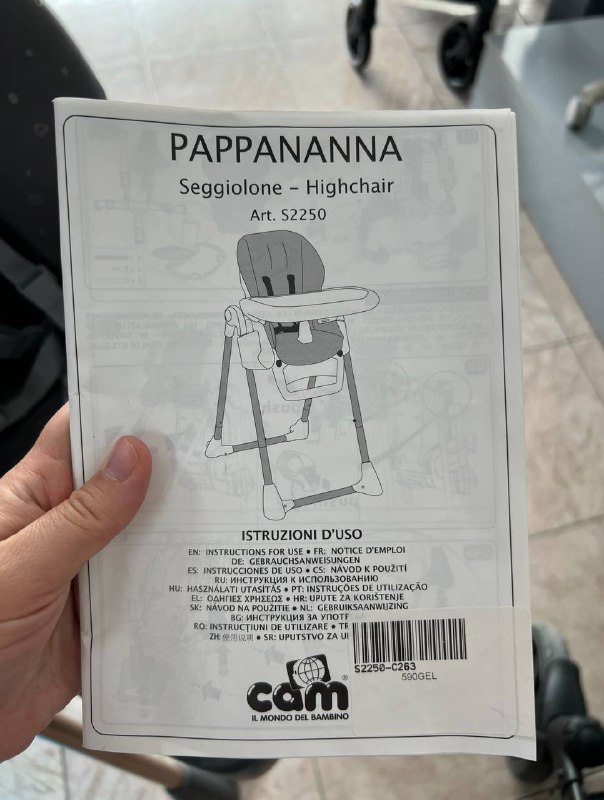 PAPPANANNA
Seggiolone – Highchair
Art. S2250
ISTRUZIONI D'USO
EN: INSTRUCTIONS FOR USE • FR: NOTICE D'EMPLOI
DE: GEBRAUCHSANWEISUNGEN
ES: INSTRUCCIONES DE USO • CS: NÁVOD K POUŽITÍ
RU: ИНСТРУКЦИЯ К ИСПОЛЬЗОВАНИЮ
HU: HASZNÁLATI UTASÍTÁS • PT: INSTRUÇÕES DE UTILIZAÇÃO
EL: ΟΔΗΓΙΕΣ ΧΡΗΣΕΩΣ • HR: UPUTE ZA KORIŠTENJE
SK: NÁVOD NA POUŽITIE • NL: GEBRUIKSAANWIJZING
BG: ИНСТРУКЦИЯ ЗА УПОТР
RO: INSTRUCŢIUNI DE UTILIZARE • TR
ZH: 使用说明 • SR: UPUTSTVO ZA U
S2250-C263
590GEL
cam®
IL MONDO DEL BAMBINO